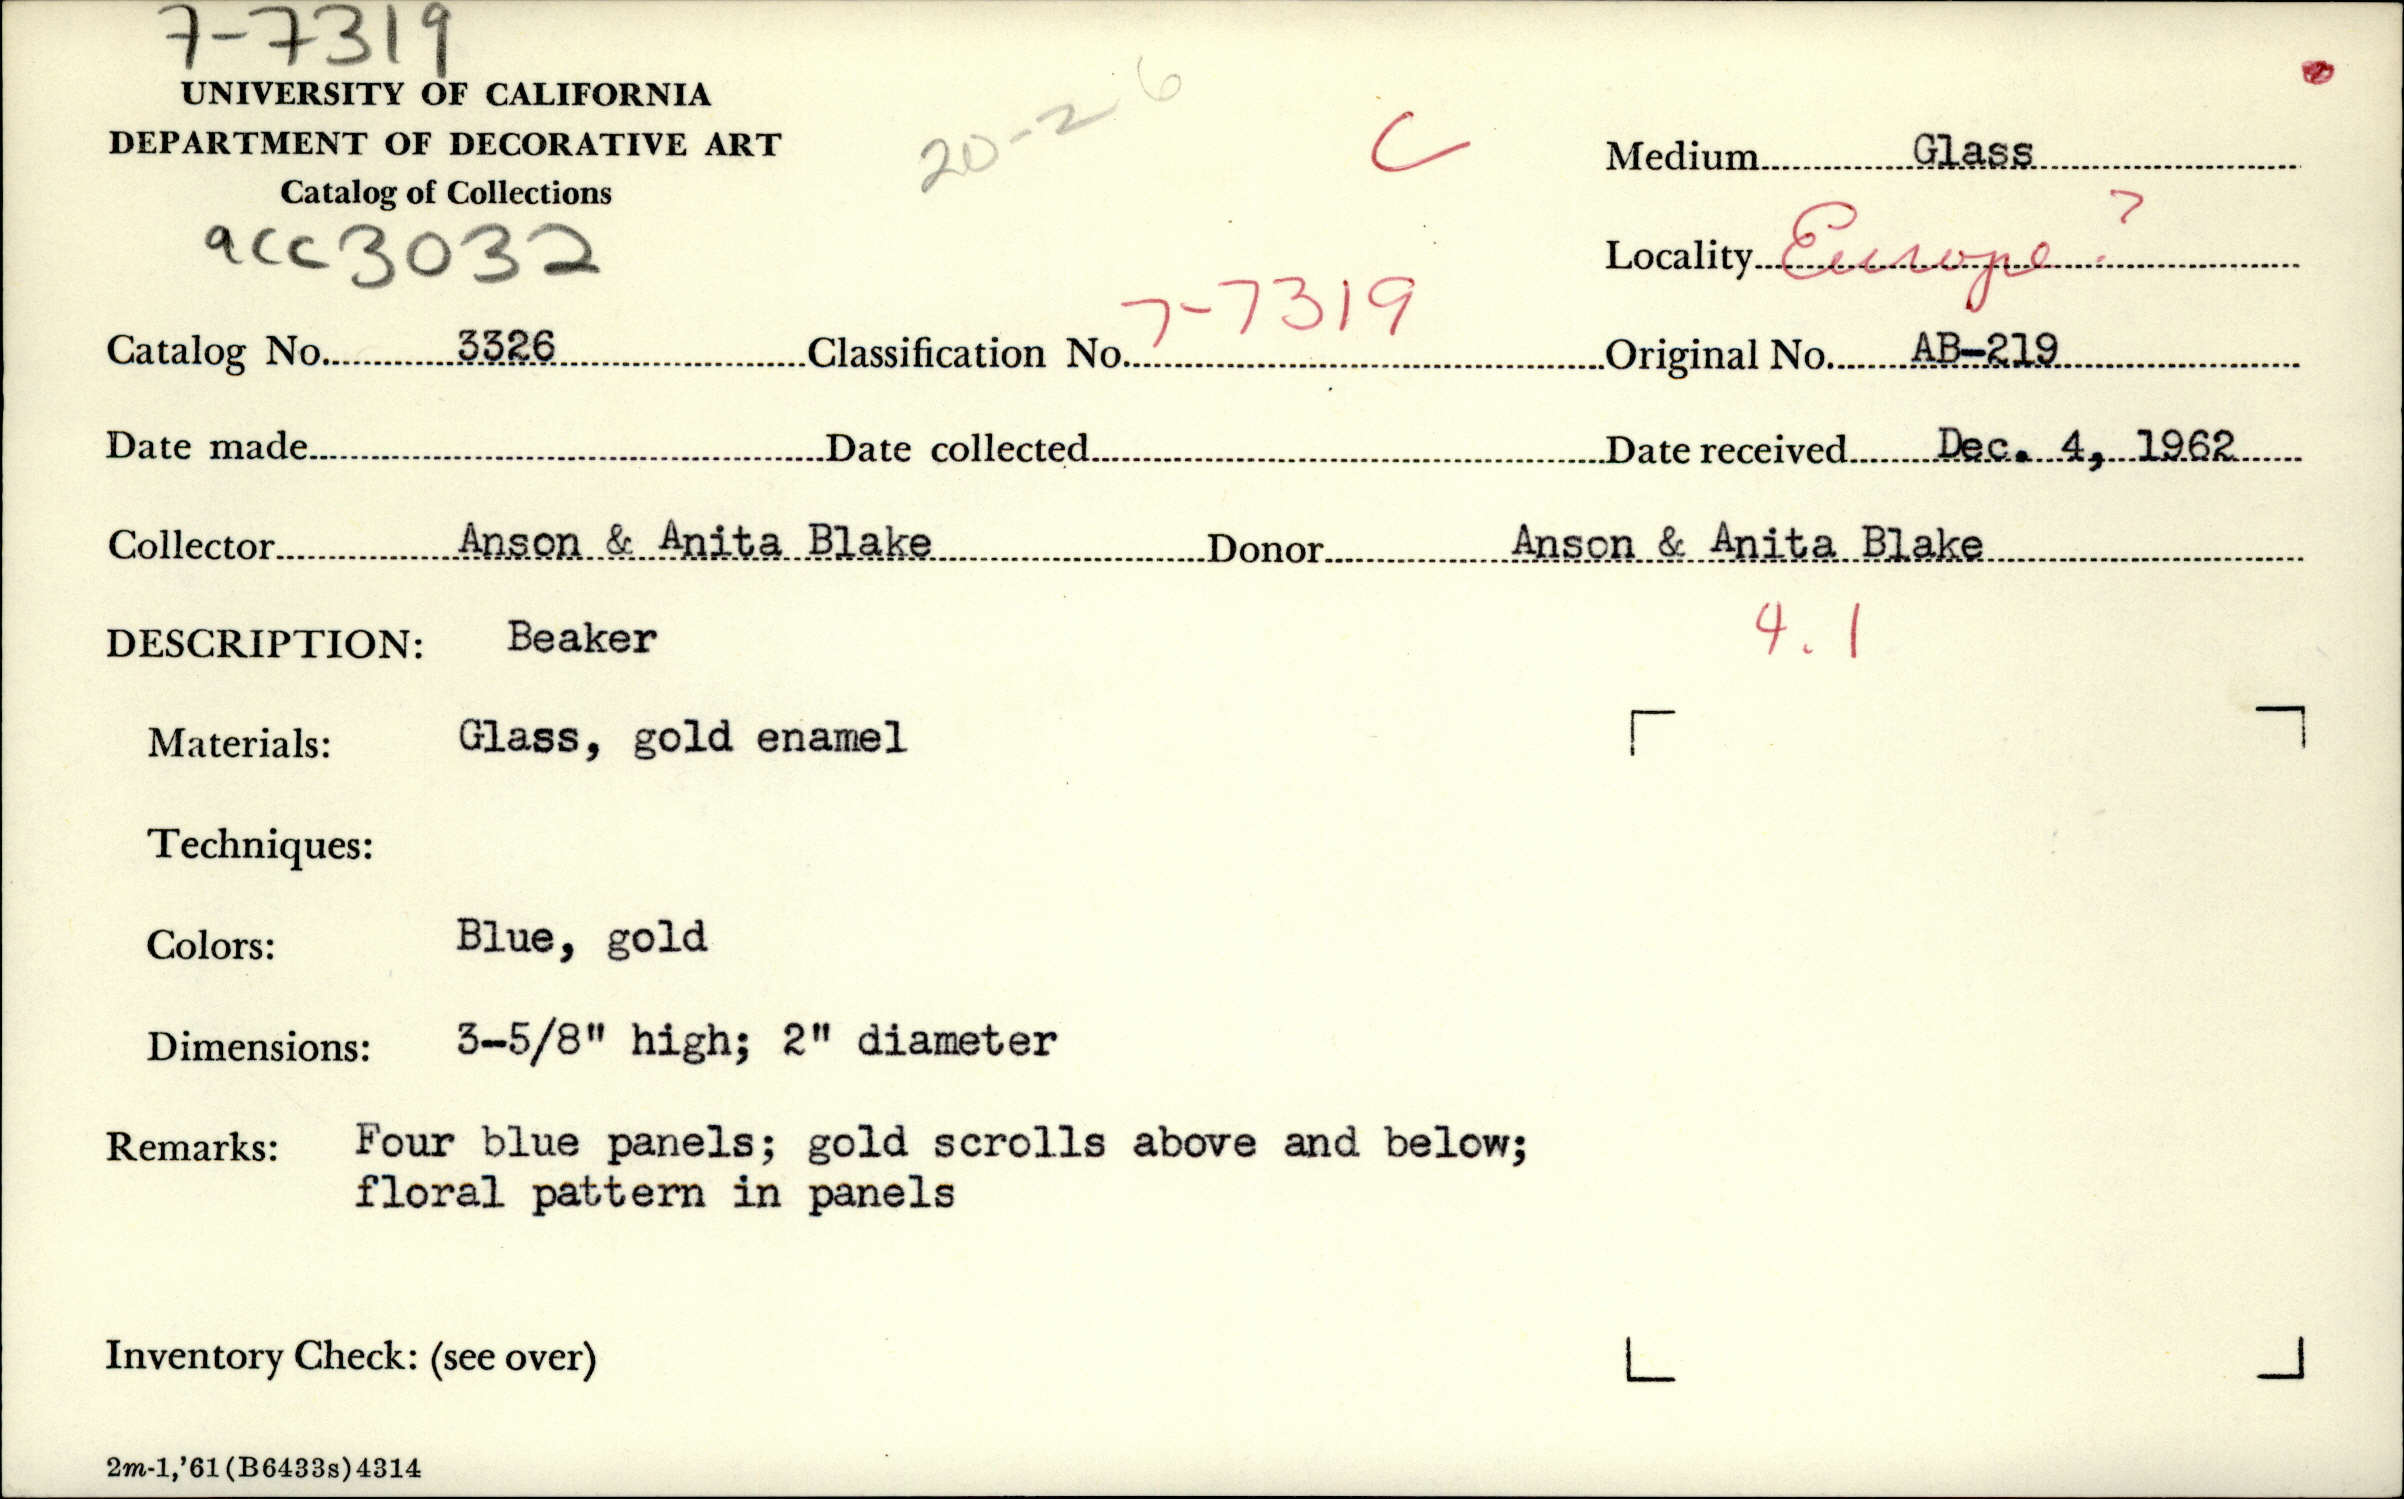 7-7319
UNIVERSITY OF CALIFORNIA
DEPARTMENT OF DECORATIVE ART
Catalog of Collections
acc 3032
20-2 6
C
Medium Glass
Locality Europe?
Catalog No. 3326 Classification No. 7-7319 Original No. AB-219
Date made Date collected Date received Dec. 4, 1962
Collector Anson & Anita Blake Donor Anson & Anita Blake
DESCRIPTION: Beaker
4.1
Materials: Glass, gold enamel
Techniques:
Colors: Blue, gold
Dimensions: 3-5/8" high; 2" diameter
Remarks: Four blue panels; gold scrolls above and below;
floral pattern in panels
Inventory Check: (see over)
2m-1,'61(B6433s)4314